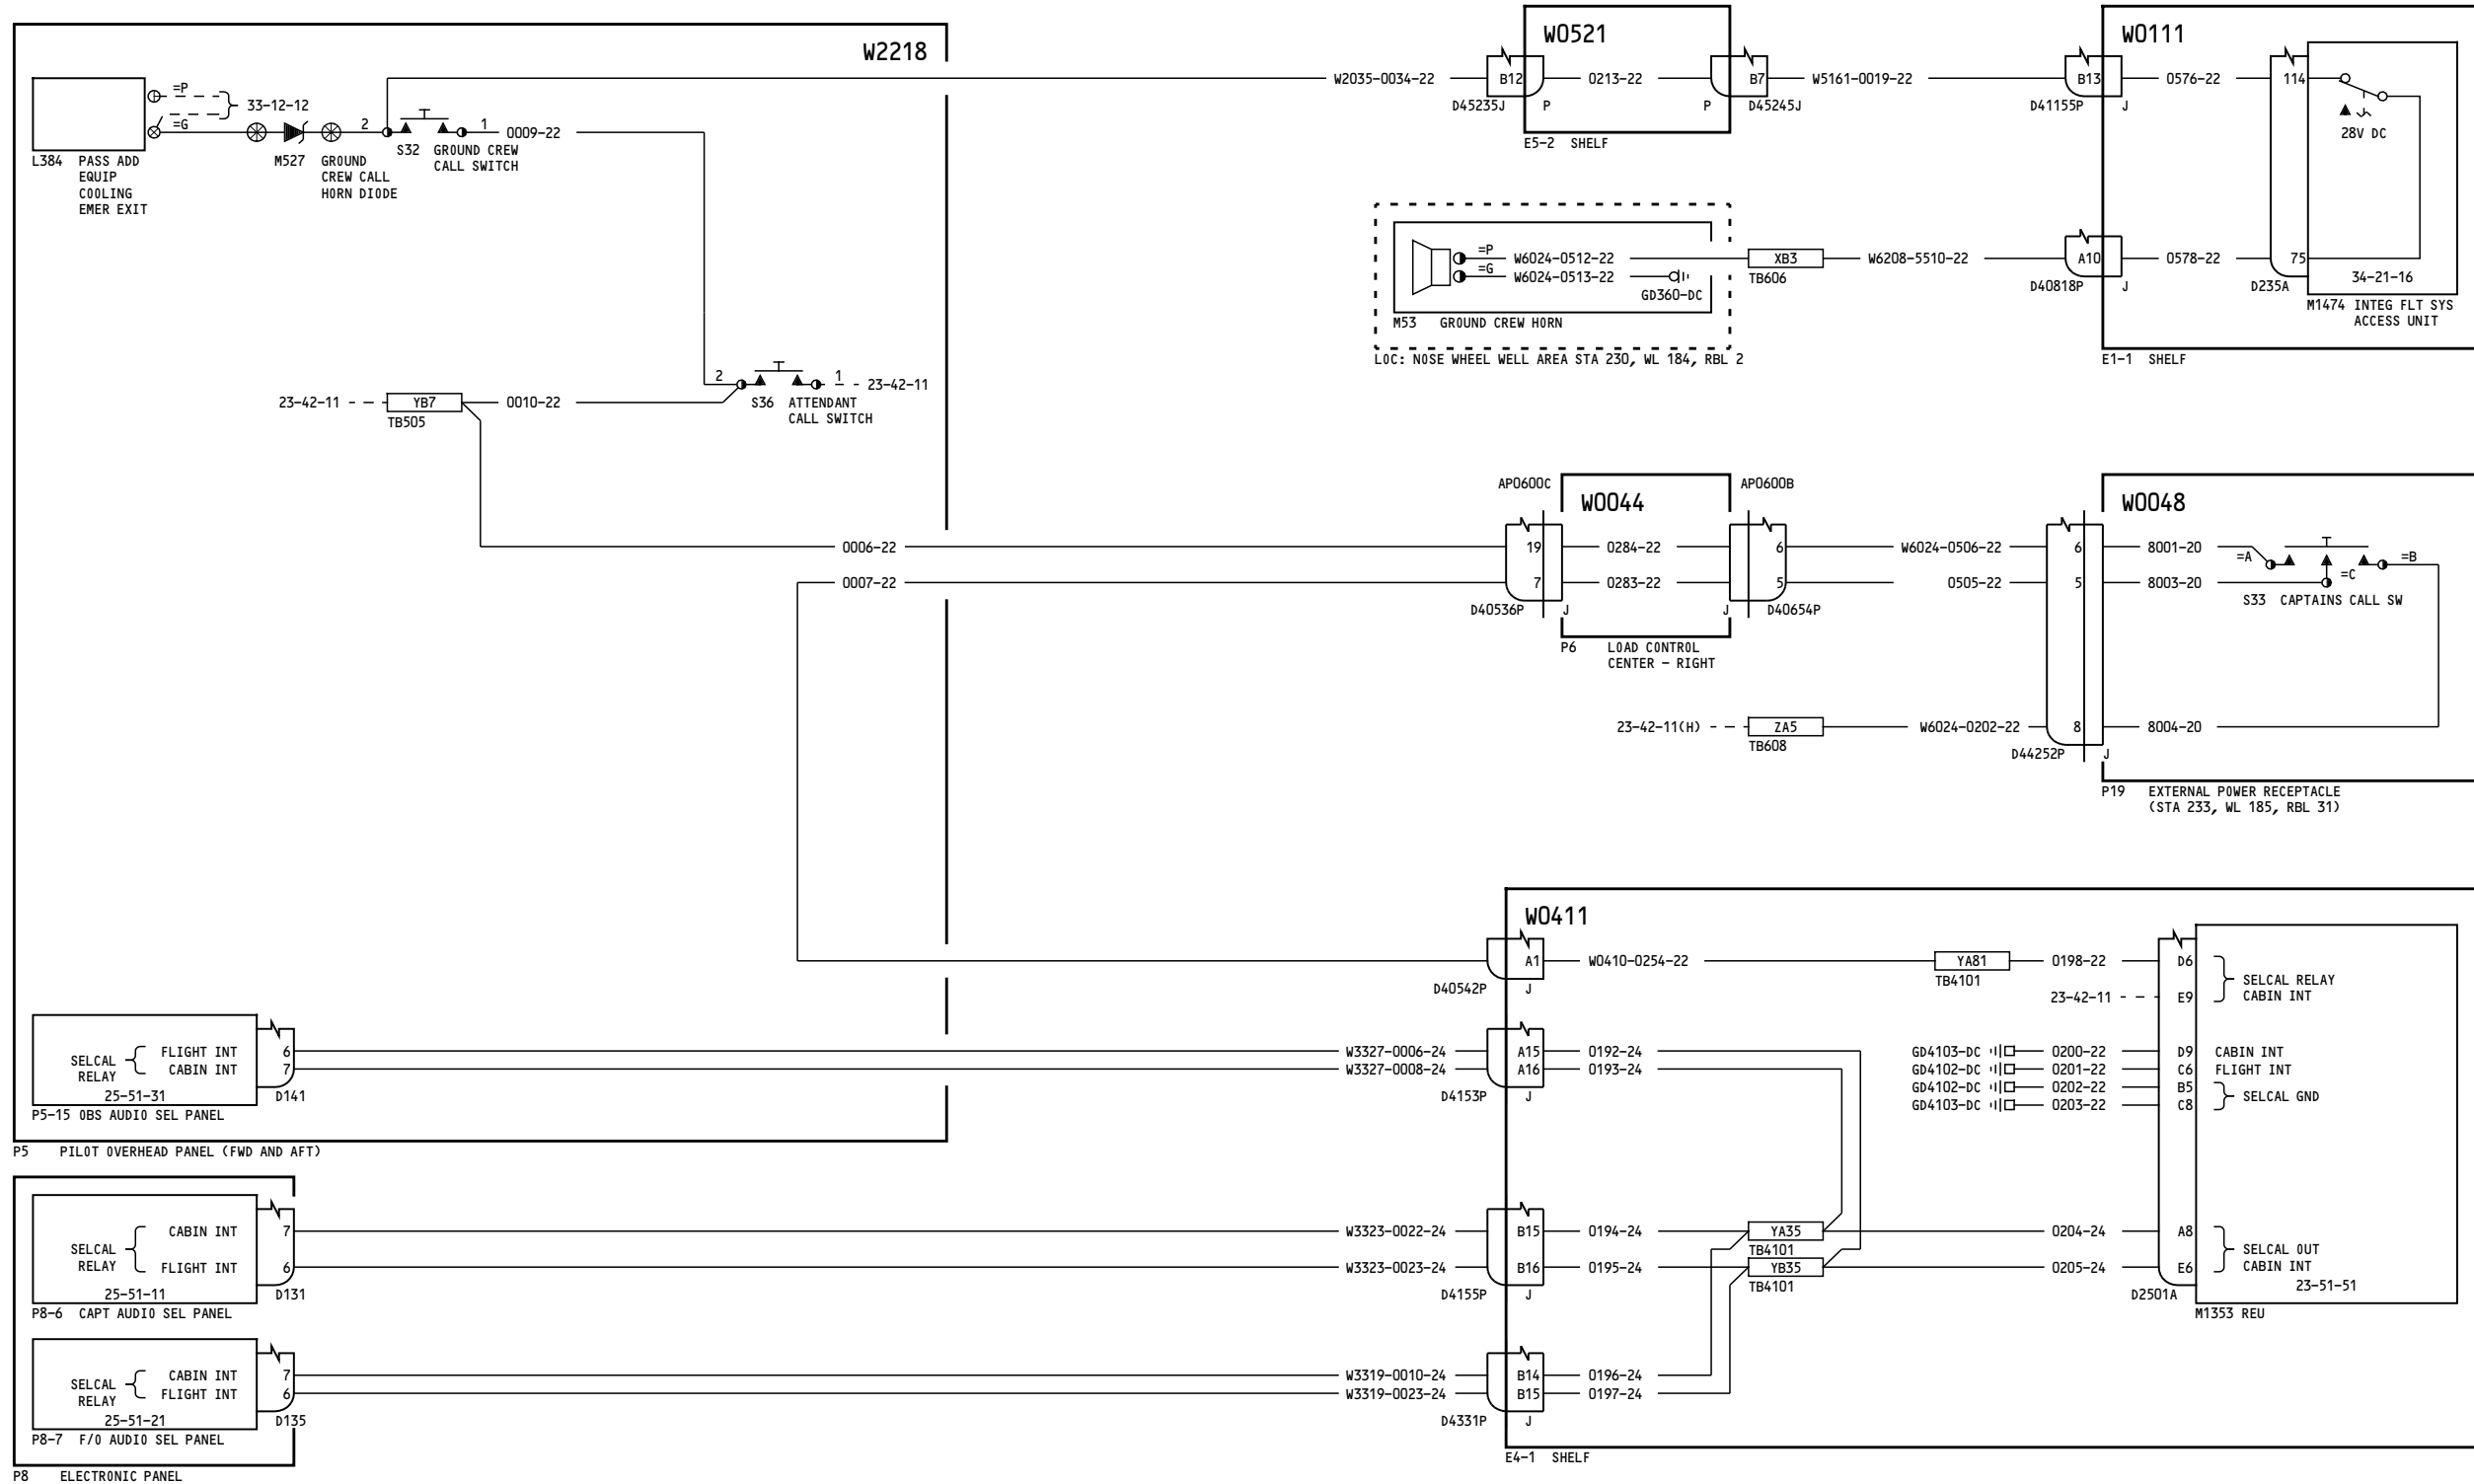 W2218
=P
33-12-12
=G
2
1
0009-22
L384 PASS ADD
EQUIP
COOLING
EMER EXIT
M527
GROUND
CREW CALL
HORN DIODE
S32 GROUND CREW
CALL SWITCH
2
1
23-42-11
S36 ATTENDANT
CALL SWITCH
23-42-11
YB7
0010-22
TB505
0006-22
0007-22
SELCAL
RELAY
FLIGHT INT
CABIN INT
6
7
25-51-31
D141
P5-15 OBS AUDIO SEL PANEL
P5 PILOT OVERHEAD PANEL (FWD AND AFT)
SELCAL
RELAY
CABIN INT
FLIGHT INT
7
6
25-51-11
D131
P8-6 CAPT AUDIO SEL PANEL
SELCAL
RELAY
CABIN INT
FLIGHT INT
7
6
25-51-21
D135
P8-7 F/O AUDIO SEL PANEL
P8 ELECTRONIC PANEL
W0521
W2035-0034-22
B12
0213-22
B7
W5161-0019-22
D45235J
P
P
D45245J
E5-2 SHELF
W0111
B13
0576-22
114
D41155P
J
28V DC
A10
0578-22
75
D40818P
J
D235A
34-21-16
M1474 INTEG FLT SYS
ACCESS UNIT
E1-1 SHELF
=P
W6024-0512-22
=G
W6024-0513-22
GD360-DC
XB3
TB606
W6208-5510-22
M53 GROUND CREW HORN
LOC: NOSE WHEEL WELL AREA STA 230, WL 184, RBL 2
AP0600C
W0044
AP0600B
19
0284-22
6
W6024-0506-22
7
0283-22
5
0505-22
D40536P
J
J
D40654P
P6 LOAD CONTROL
CENTER - RIGHT
W0048
6
8001-20
=A
=B
5
8003-20
=C
S33 CAPTAINS CALL SW
23-42-11(H)
ZA5
TB608
W6024-0202-22
8
8004-20
D44252P
J
P19 EXTERNAL POWER RECEPTACLE
(STA 233, WL 185, RBL 31)
W0411
A1
W0410-0254-22
YA81
TB4101
0198-22
D6
D40542P
J
23-42-11
E9
SELCAL RELAY
CABIN INT
W3327-0006-24
A15
0192-24
W3327-0008-24
A16
0193-24
D4153P
J
GD4103-DC
0200-22
D9
CABIN INT
GD4102-DC
0201-22
C6
FLIGHT INT
GD4102-DC
0202-22
B5
GD4103-DC
0203-22
C8
SELCAL GND
W3323-0022-24
B15
0194-24
YA35
TB4101
0204-24
A8
W3323-0023-24
B16
0195-24
YB35
TB4101
0205-24
E6
D4155P
J
SELCAL OUT
CABIN INT
23-51-51
D2501A
M1353 REU
W3319-0010-24
B14
0196-24
W3319-0023-24
B15
0197-24
D4331P
J
E4-1 SHELF